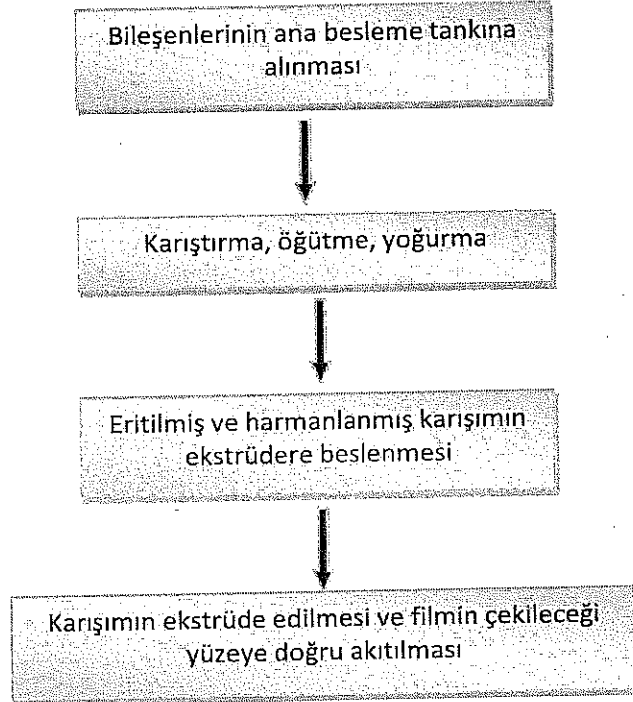 Bileşenlerinin ana besleme tankına
alınması
Karıştırma, öğütme, yoğurma
Eritilmiş ve harmanlanmış karışımın
ekstrüdere beslenmesi
Karışımın ekstrüde edilmesi ve filmin çekileceği
yüzeye doğru akıtılması